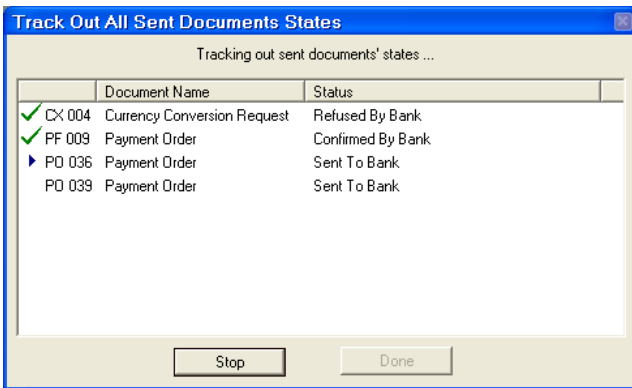 Track Out All Sent Documents States
Tracking out sent documents' states ...
Document Name Status
CX 004 Currency Conversion Request Refused By Bank
PF 009 Payment Order Confirmed By Bank
PO 036 Payment Order Sent To Bank
PO 039 Payment Order Sent To Bank
Stop Done